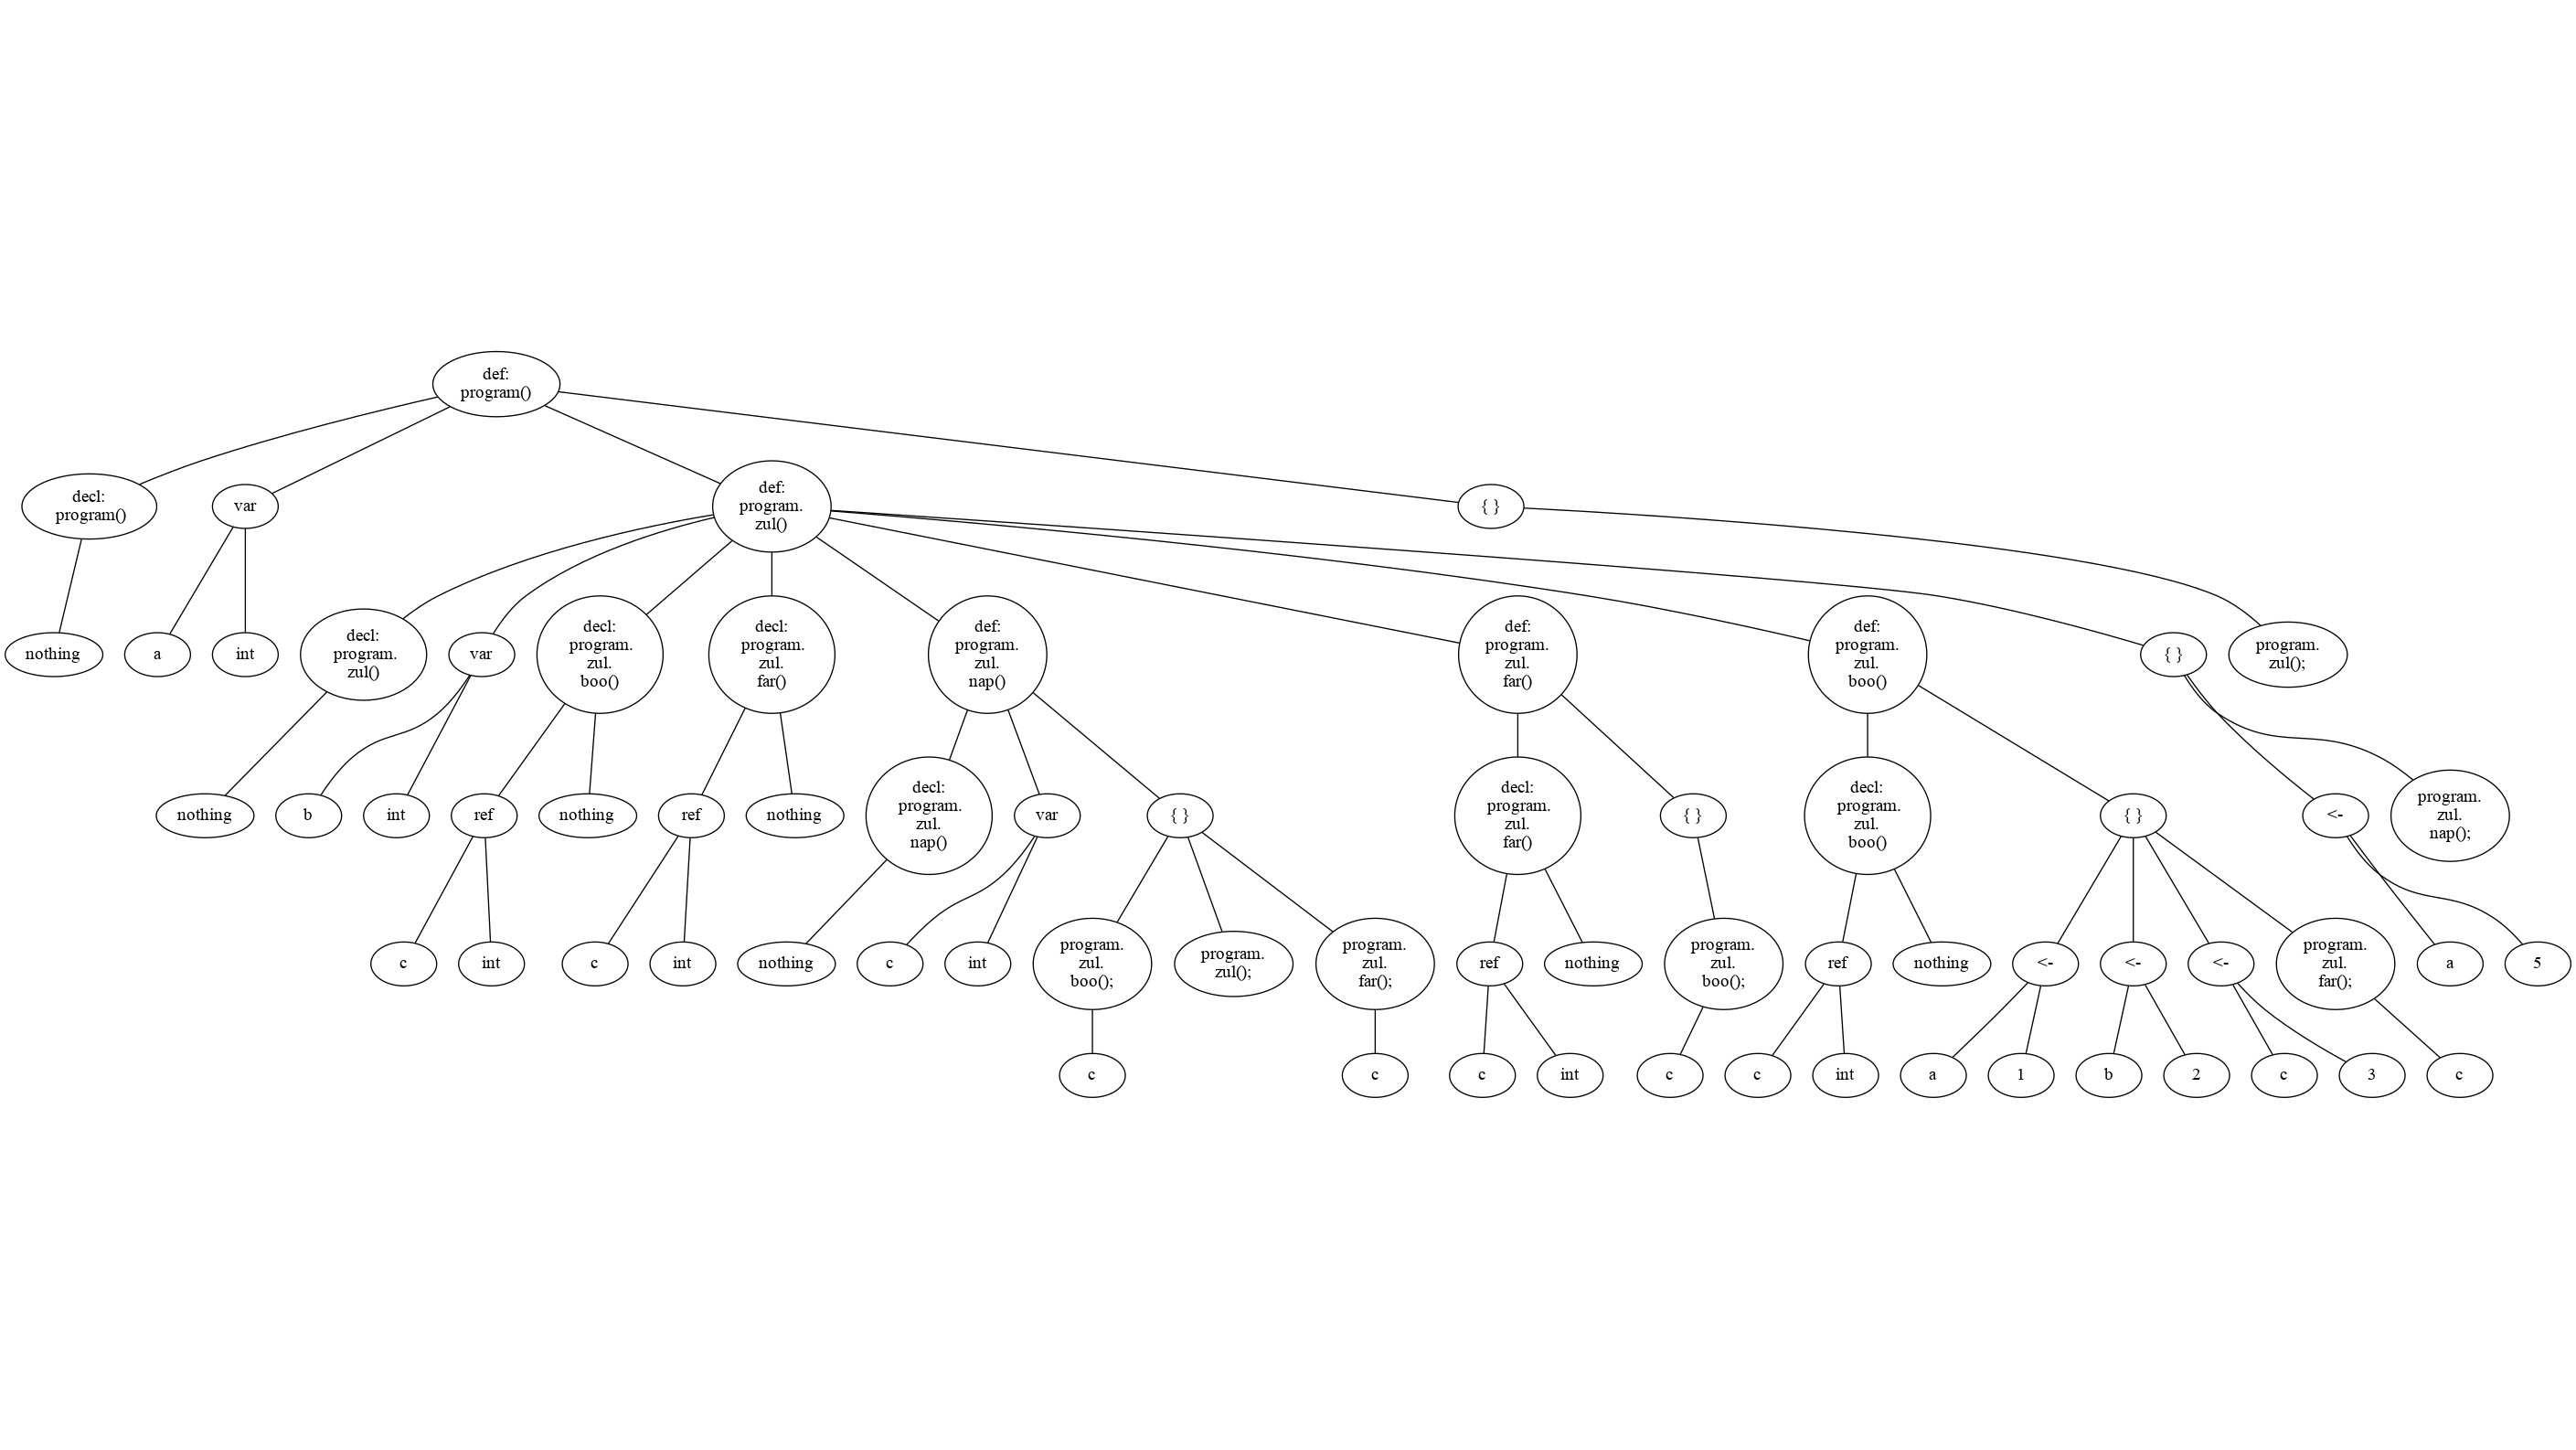 def:
program()
decl:
program()
var
def:
program.
zul()
{ }
nothing
a
int
decl:
program.
zul()
var
decl:
program.
zul.
boo()
decl:
program.
zul.
far()
def:
program.
zul.
nap()
def:
program.
zul.
far()
def:
program.
zul.
boo()
{ }
program.
zul();
nothing
b
int
ref
nothing
ref
nothing
decl:
program.
zul.
nap()
var
{ }
decl:
program.
zul.
far()
{ }
decl:
program.
zul.
boo()
{ }
<-
program.
zul.
nap();
c
int
c
int
nothing
c
int
program.
zul.
boo();
program.
zul();
program.
zul.
far();
ref
nothing
program.
zul.
boo();
ref
nothing
<-
<-
<-
program.
zul.
far();
a
5
c
c
c
int
c
c
int
a
1
b
2
c
3
c